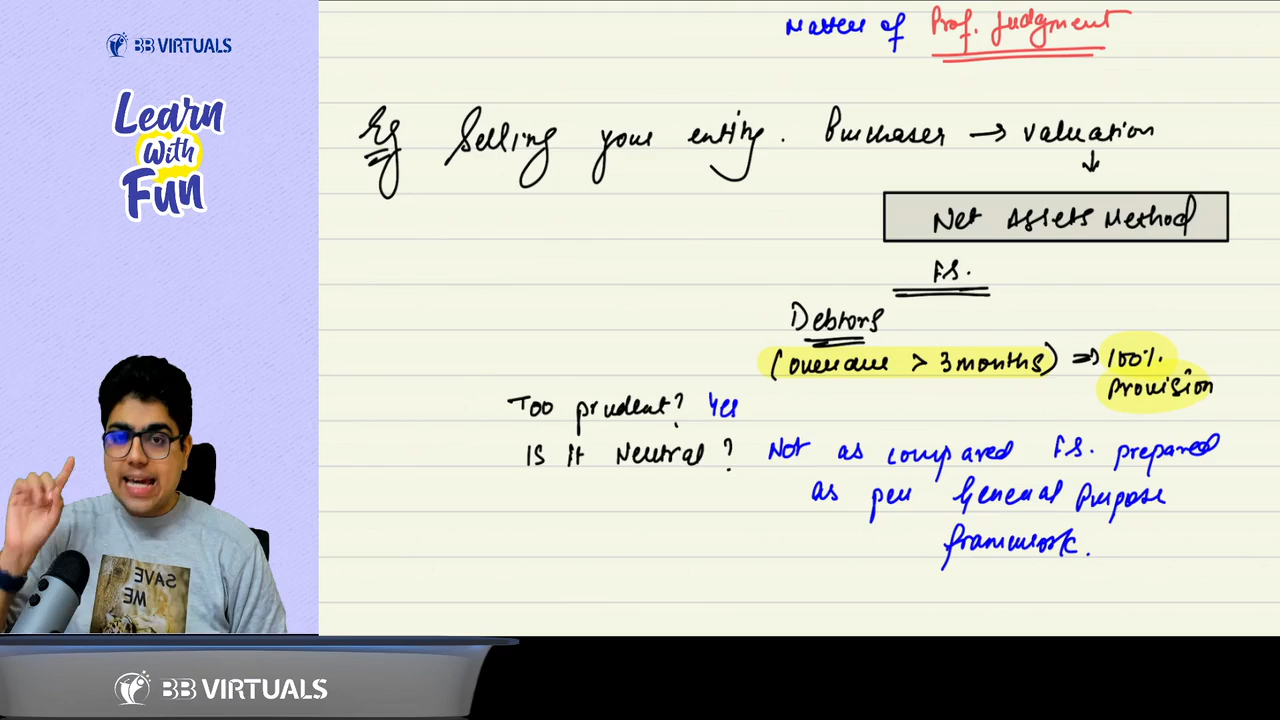 BB VIRTUALS
Learn
With
Fun
Matter of Prof. Judgment
Eg Selling your entity. Purchaser → valuation
↓
Net Assets Method
F.S.
Debtors
(overdue > 3 months) ⇒ 100%
Provision
Too prudent? Yes
Is it Neutral? Not as compared F.S. prepared
as per General Purpose
framework.
SAVE
ME
BB VIRTUALS